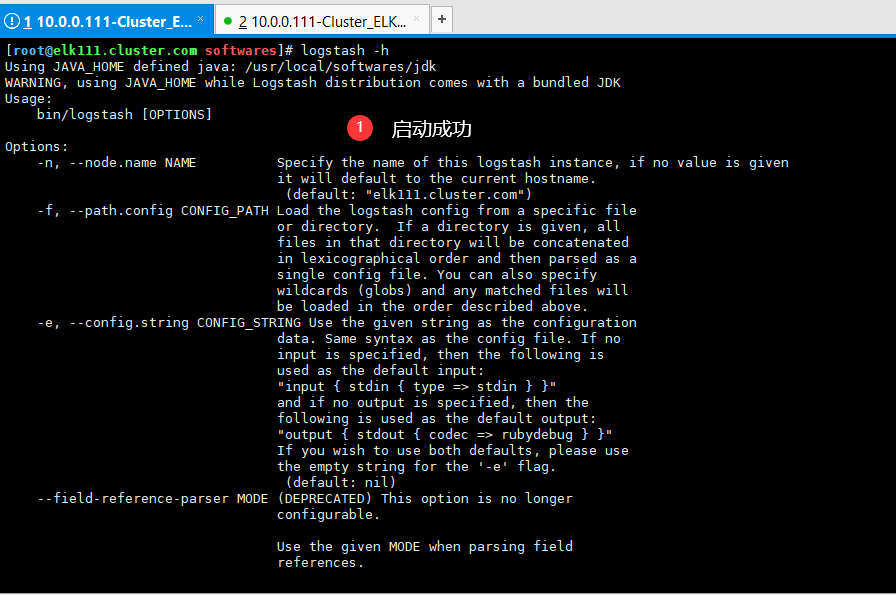 1 10.0.0.111-Cluster_E... × 2 10.0.0.111-Cluster_ELK... × +
[root@elk111.cluster.com softwares]# logstash -h
Using JAVA_HOME defined java: /usr/local/softwares/jdk
WARNING, using JAVA_HOME while Logstash distribution comes with a bundled JDK
Usage:
    bin/logstash [OPTIONS]
1 启动成功
Options:
    -n, --node.name NAME          Specify the name of this logstash instance, if no value is given
                                  it will default to the current hostname.
                                   (default: "elk111.cluster.com")
    -f, --path.config CONFIG_PATH Load the logstash config from a specific file
                                  or directory.  If a directory is given, all
                                  files in that directory will be concatenated
                                  in lexicographical order and then parsed as a
                                  single config file. You can also specify
                                  wildcards (globs) and any matched files will
                                  be loaded in the order described above.
    -e, --config.string CONFIG_STRING Use the given string as the configuration
                                  data. Same syntax as the config file. If no
                                  input is specified, then the following is
                                  used as the default input:
                                  "input { stdin { type => stdin } }"
                                  and if no output is specified, then the
                                  following is used as the default output:
                                  "output { stdout { codec => rubydebug } }"
                                  If you wish to use both defaults, please use
                                  the empty string for the '-e' flag.
                                   (default: nil)
    --field-reference-parser MODE (DEPRECATED) This option is no longer
                                  configurable.
                                  Use the given MODE when parsing field
                                  references.